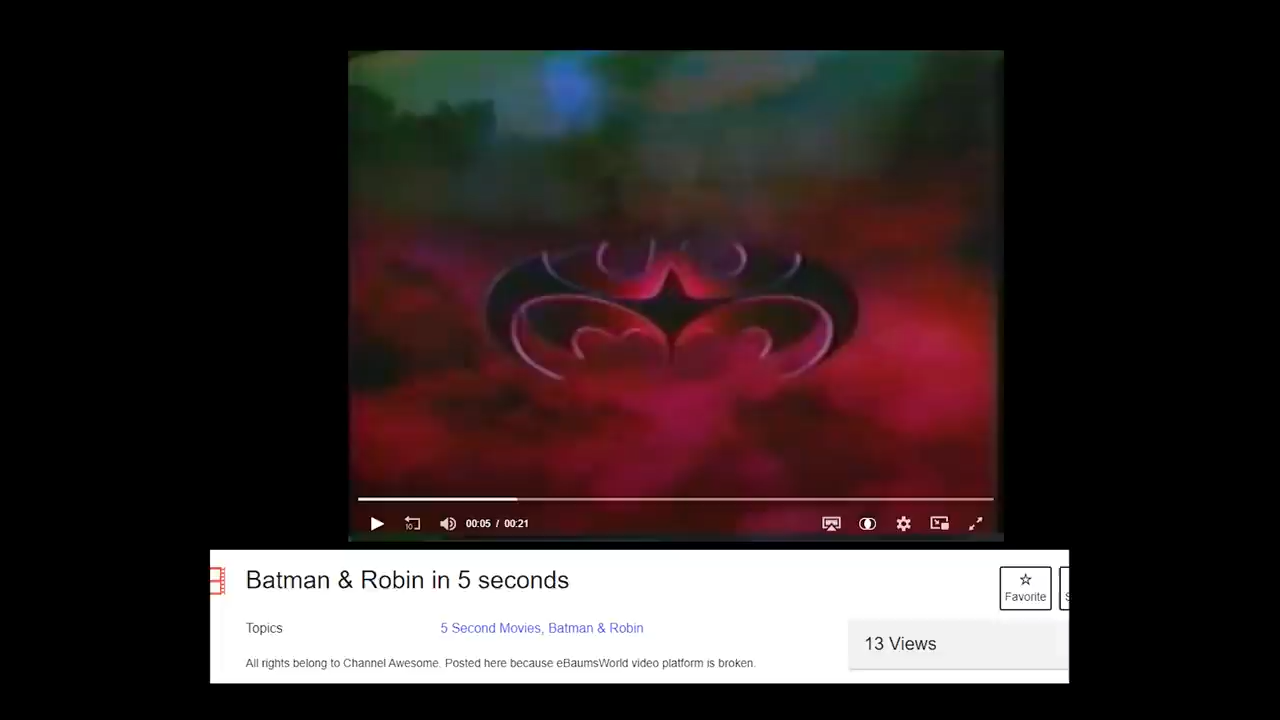 10
00:05 / 00:21
Batman & Robin in 5 seconds
Favorite
Topics
5 Second Movies, Batman & Robin
13 Views
All rights belong to Channel Awesome. Posted here because eBaumsWorld video platform is broken.